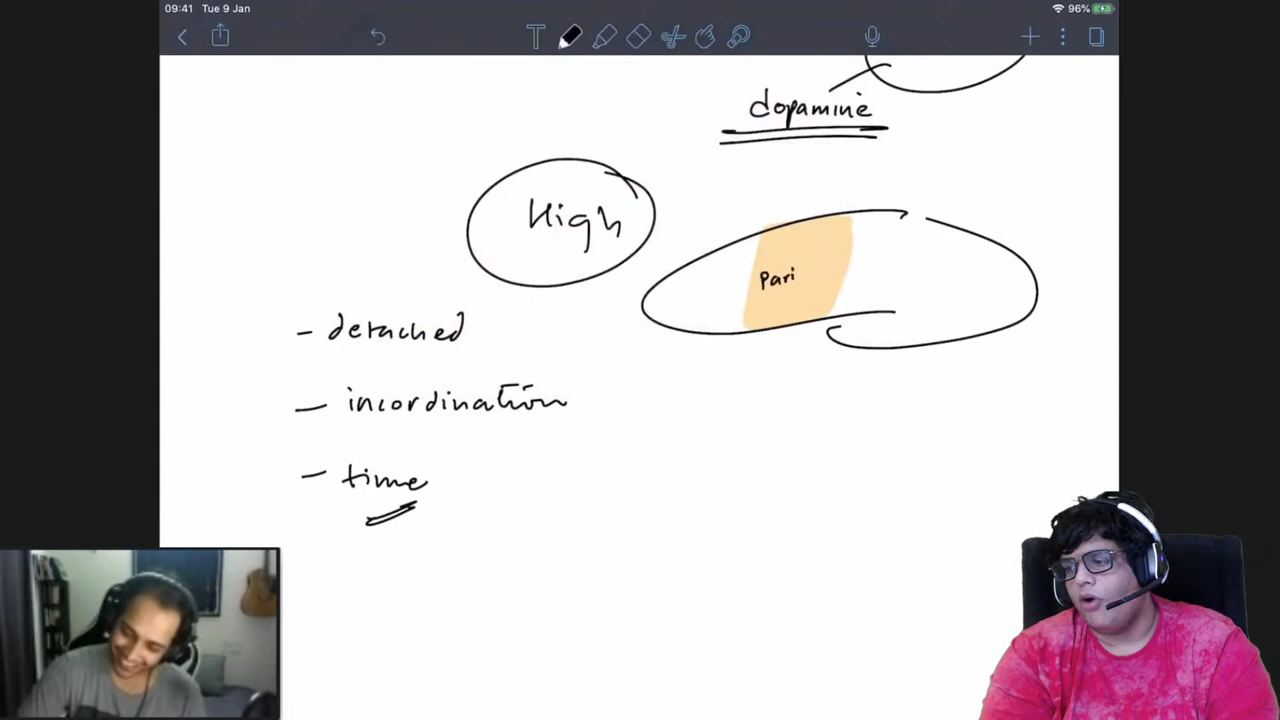 09:41 Tue 9 Jan
96%
T
dopamine
High
pari
- detached
- incordination
- time